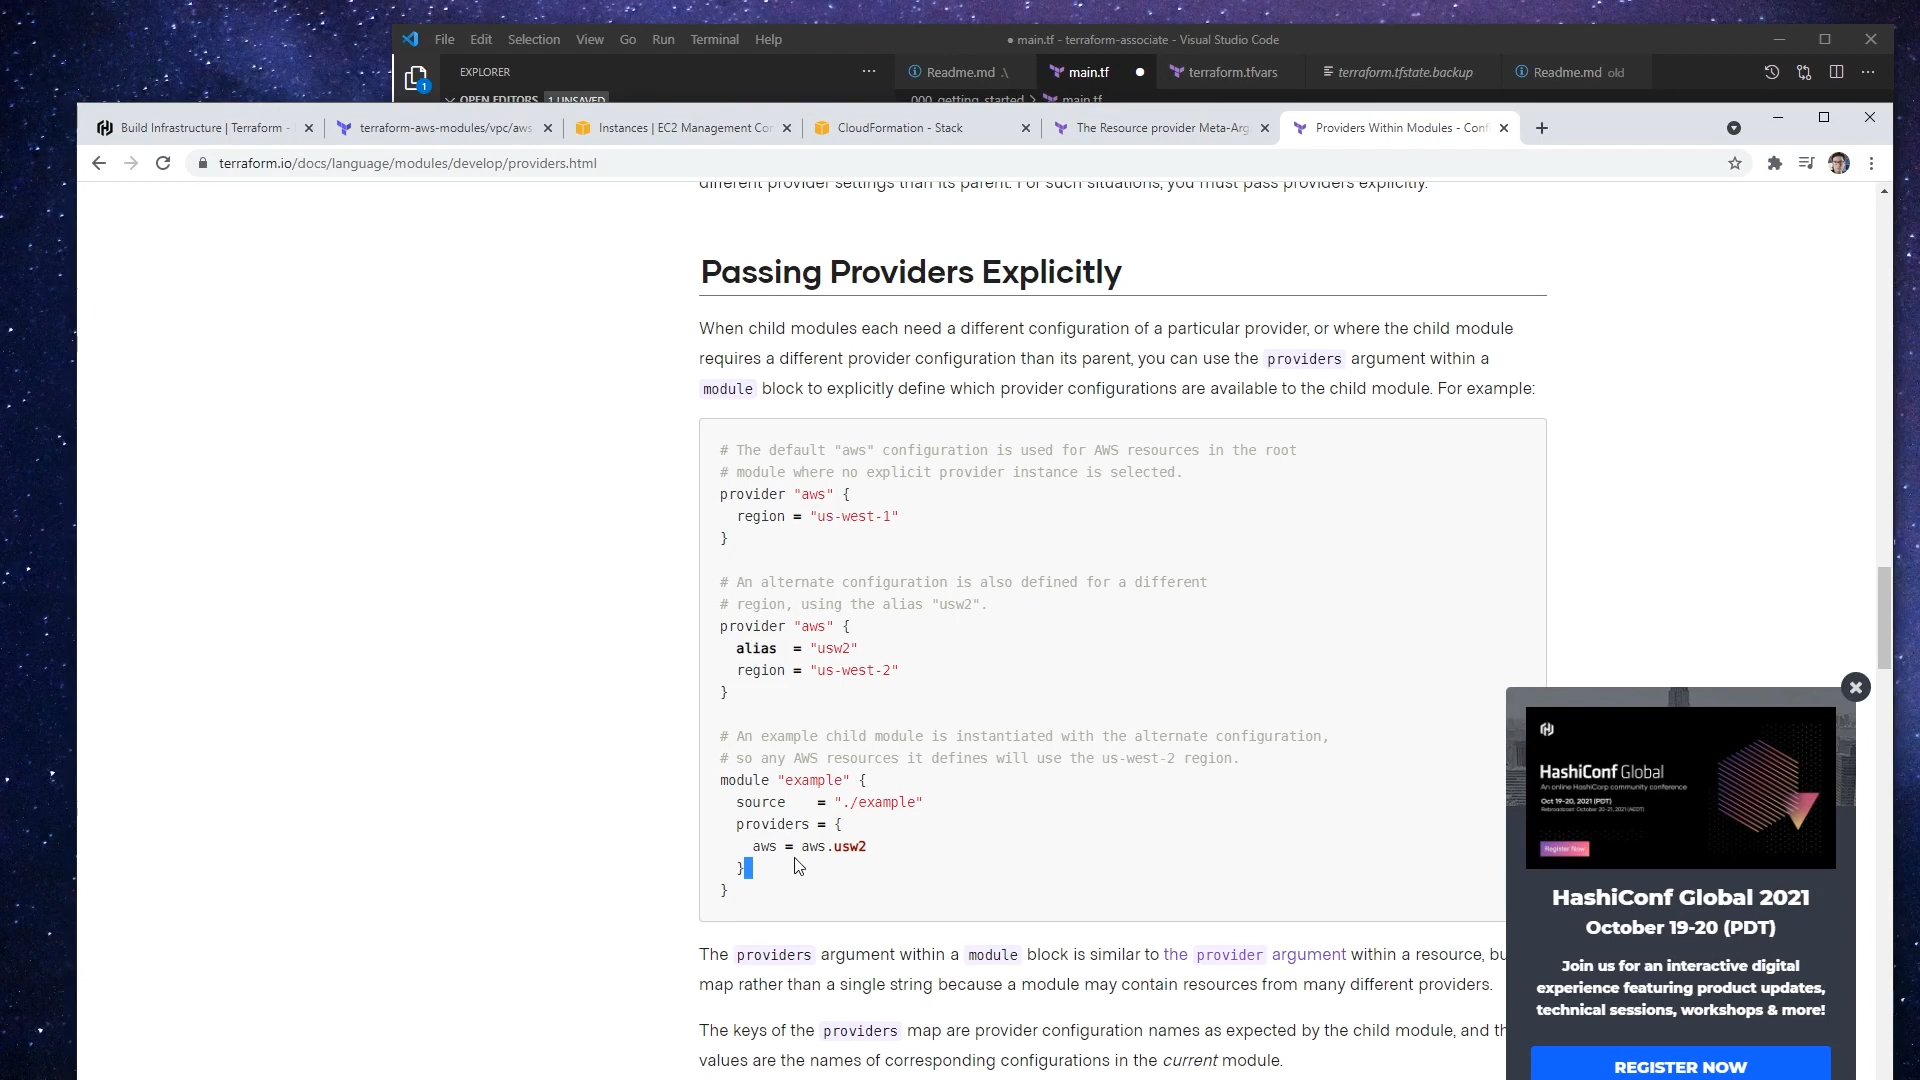 File Edit Selection View Go Run Terminal Help
● main.tf - terraform-associate - Visual Studio Code
EXPLORER
Readme.md .\
main.tf
terraform.tfvars
terraform.tfstate.backup
Readme.md old
OPEN EDITORS 1 UNSAVED
000_getting_started > main.tf
Build Infrastructure | Terraform -
terraform-aws-modules/vpc/aws
Instances | EC2 Management Con
CloudFormation - Stack
The Resource provider Meta-Arg
Providers Within Modules - Conf
terraform.io/docs/language/modules/develop/providers.html
different provider settings than its parent. For such situations, you must pass providers explicitly.
Passing Providers Explicitly
When child modules each need a different configuration of a particular provider, or where the child module
requires a different provider configuration than its parent, you can use the providers argument within a
module block to explicitly define which provider configurations are available to the child module. For example:
# The default "aws" configuration is used for AWS resources in the root
# module where no explicit provider instance is selected.
provider "aws" {
region = "us-west-1"
}
# An alternate configuration is also defined for a different
# region, using the alias "usw2".
provider "aws" {
alias = "usw2"
region = "us-west-2"
}
# An example child module is instantiated with the alternate configuration,
# so any AWS resources it defines will use the us-west-2 region.
module "example" {
source = "./example"
providers = {
aws = aws.usw2
}
}
The providers argument within a module block is similar to the provider argument within a resource, bu
map rather than a single string because a module may contain resources from many different providers.
The keys of the providers map are provider configuration names as expected by the child module, and th
values are the names of corresponding configurations in the current module.
HashiConf Global
An online HashiCorp community conference
Oct 19-20, 2021 (PDT)
Register Now
HashiConf Global 2021
October 19-20 (PDT)
Join us for an interactive digital
experience featuring product updates,
technical sessions, workshops & more!
REGISTER NOW